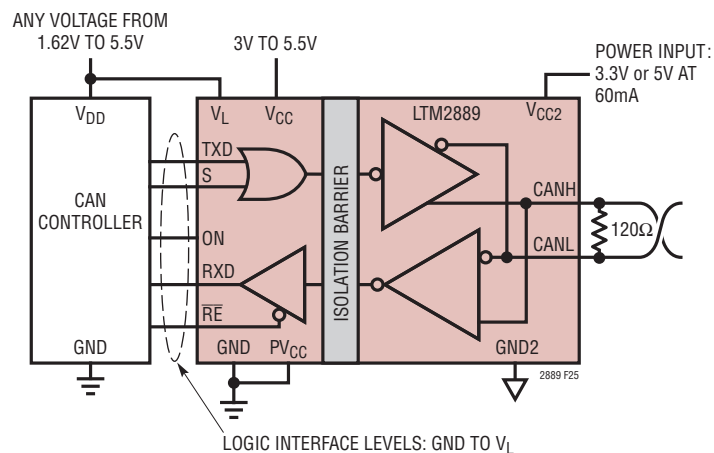 ANY VOLTAGE FROM
1.62V TO 5.5V
3V TO 5.5V
POWER INPUT:
3.3V or 5V AT
60mA
VDD
VL
VCC
LTM2889
VCC2
TXD
S
CAN
CONTROLLER
ON
RXD
RE
ISOLATION BARRIER
CANH
120Ω
CANL
GND
GND
PVCC
GND2
2889 F25
LOGIC INTERFACE LEVELS: GND TO VL